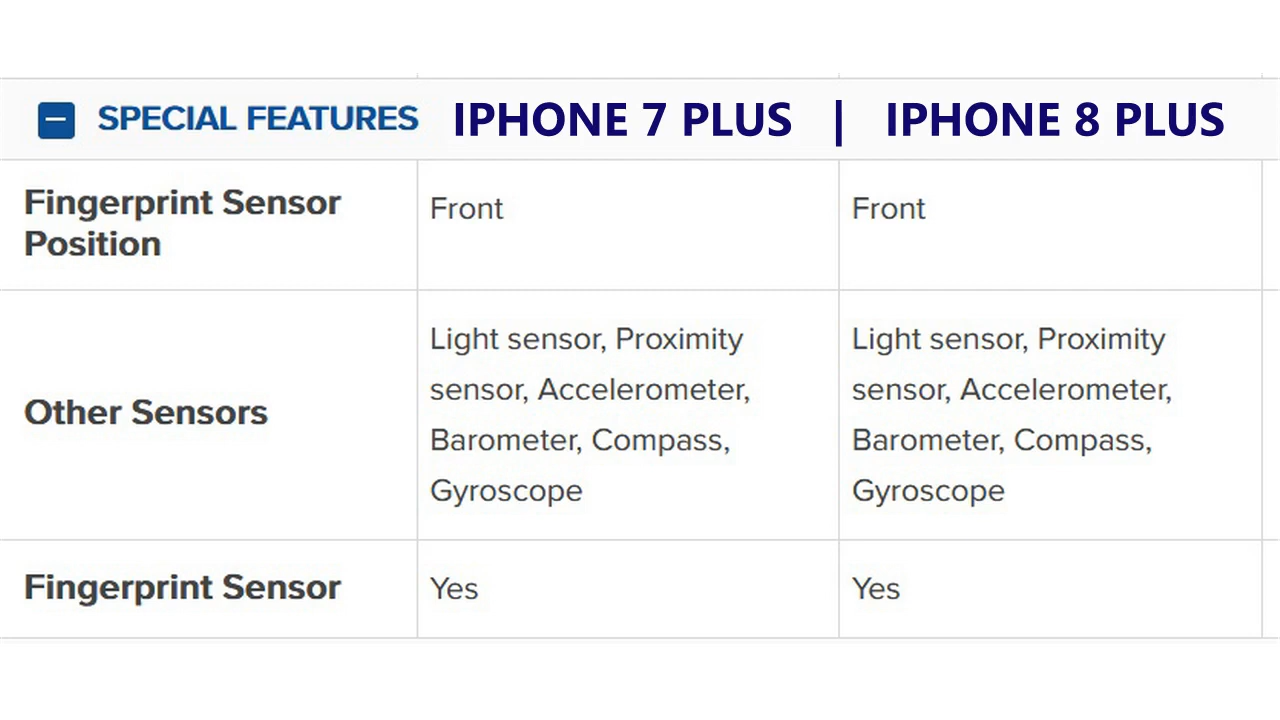 SPECIAL FEATURES IPHONE 7 PLUS | IPHONE 8 PLUS
Fingerprint Sensor
Position
Front
Front
Other Sensors
Light sensor, Proximity
sensor, Accelerometer,
Barometer, Compass,
Gyroscope
Light sensor, Proximity
sensor, Accelerometer,
Barometer, Compass,
Gyroscope
Fingerprint Sensor
Yes
Yes